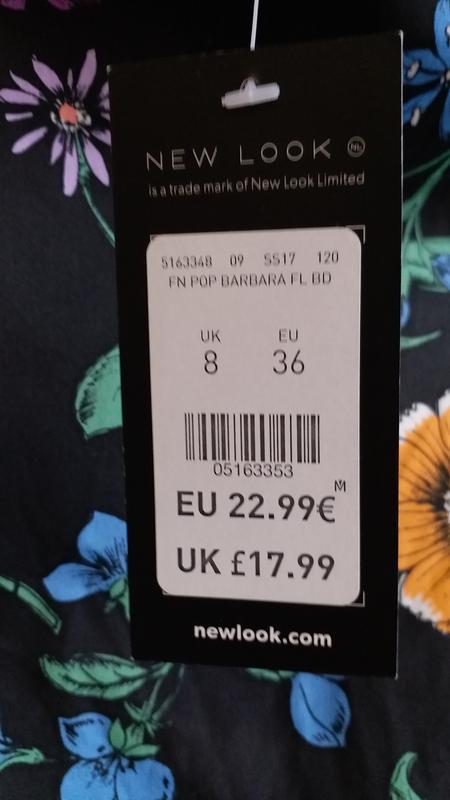 NEW LOOK NL
is a trade mark of New Look Limited
5163348 09 SS17 120
FN POP BARBARA FL BD
UK EU
8 36
05163353
M
EU 22.99€
UK £17.99
newlook.com